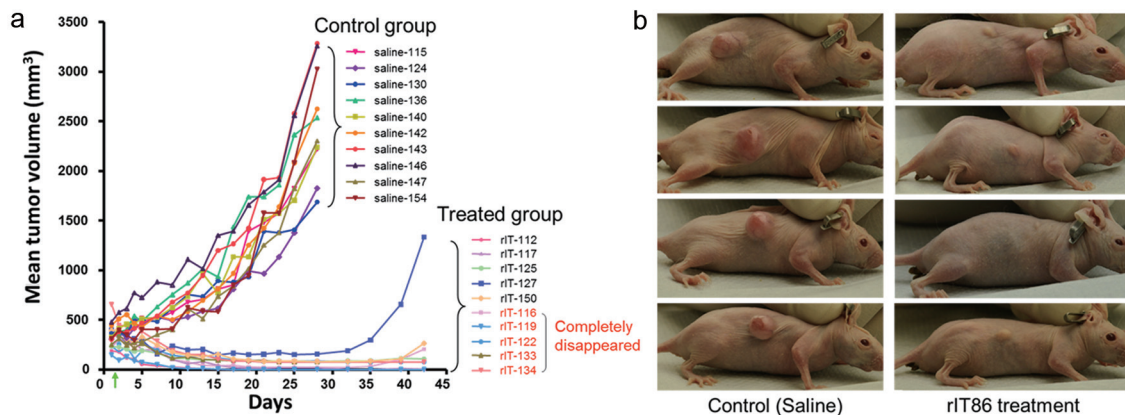 a
Control group
Mean tumor volume (mm³)
3500
3000
2500
2000
1500
1000
500
0
0 5 10 15 19 25 30 35 40 45
Days
saline-115
saline-124
saline-130
saline-136
saline-140
saline-142
saline-143
saline-146
saline-147
saline-154
Treated group
rIT-112
rIT-117
rIT-125
rIT-127
rIT-150
rIT-116
rIT-119
rIT-122
rIT-133
rIT-134
Completely
disappeared
b
Control (Saline)
rIT86 treatment